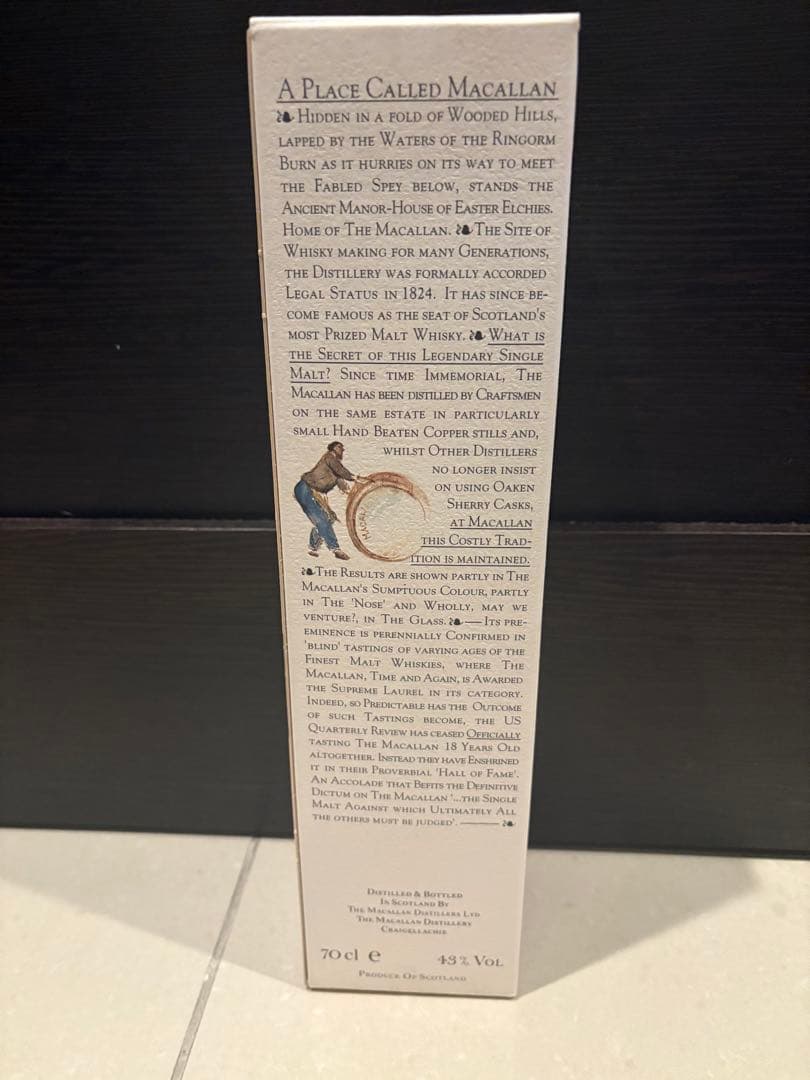 A Place Called Macallan
❧ Hidden in a fold of Wooded Hills,
lapped by the Waters of the Ringorm
Burn as it hurries on its way to meet
the Fabled Spey below, stands the
Ancient Manor-House of Easter Elchies.
Home of The Macallan. ❧ The Site of
Whisky making for many Generations,
the Distillery was formally accorded
Legal Status in 1824. It has since be-
come famous as the seat of Scotland's
most Prized Malt Whisky. ❧ What is
the Secret of this Legendary Single
Malt? Since time Immemorial, The
Macallan has been distilled by Craftsmen
on the same estate in particularly
small Hand Beaten Copper stills and,
whilst Other Distillers
no longer insist
on using Oaken
Sherry Casks,
at Macallan
this Costly Trad-
ition is maintained.
❧ The Results are shown partly in The
Macallan's Sumptuous Colour, partly
in The 'Nose' and Wholly, may we
venture?, in The Glass. ❧ — Its pre-
eminence is perennially Confirmed in
'blind' tastings of varying ages of the
Finest Malt Whiskies, where The
Macallan, Time and Again, is Awarded
the Supreme Laurel in its category.
Indeed, so Predictable has the Outcome
of such Tastings become, the US
Quarterly Review has ceased Officially
tasting The Macallan 18 Years Old
altogether. Instead they have Enshrined
it in their Proverbial 'Hall of Fame'.
An Accolade that Befits the Definitive
Dictum on The Macallan '...the Single
Malt Against which Ultimately All
the others must be judged'. — ❧
Distilled & Bottled
In Scotland By
The Macallan Distillers Ltd
The Macallan Distillery
Craigellachie
70 cl e 43% Vol
Produce Of Scotland